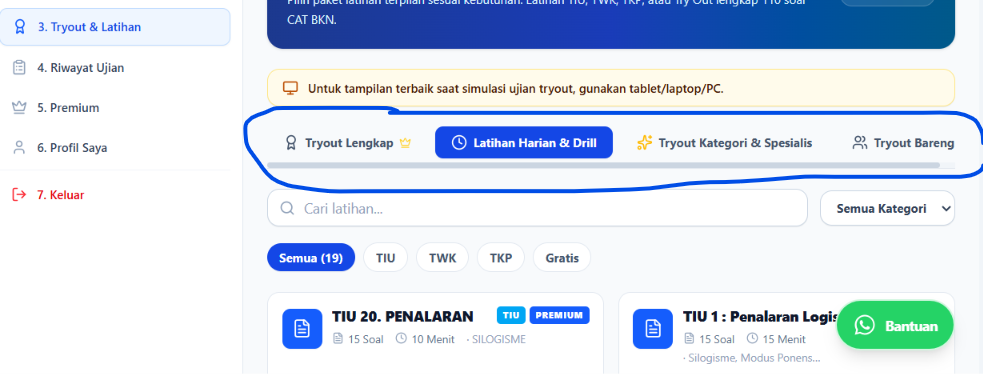 Pilih paket latihan terpilih sesuai kebutuhan. Latihan TIU, TWK, TKP, atau Try Out lengkap 110 soal
CAT BKN.
3. Tryout & Latihan
4. Riwayat Ujian
5. Premium
6. Profil Saya
7. Keluar
Untuk tampilan terbaik saat simulasi ujian tryout, gunakan tablet/laptop/PC.
Tryout Lengkap
Latihan Harian & Drill
Tryout Kategori & Spesialis
Tryout Bareng
Cari latihan...
Semua Kategori
Semua (19)
TIU
TWK
TKP
Gratis
TIU 20. PENALARAN
TIU
PREMIUM
15 Soal
10 Menit
· SILOGISME
TIU 1 : Penalaran Logis
15 Soal
15 Menit
· Silogisme, Modus Ponens...
Bantuan